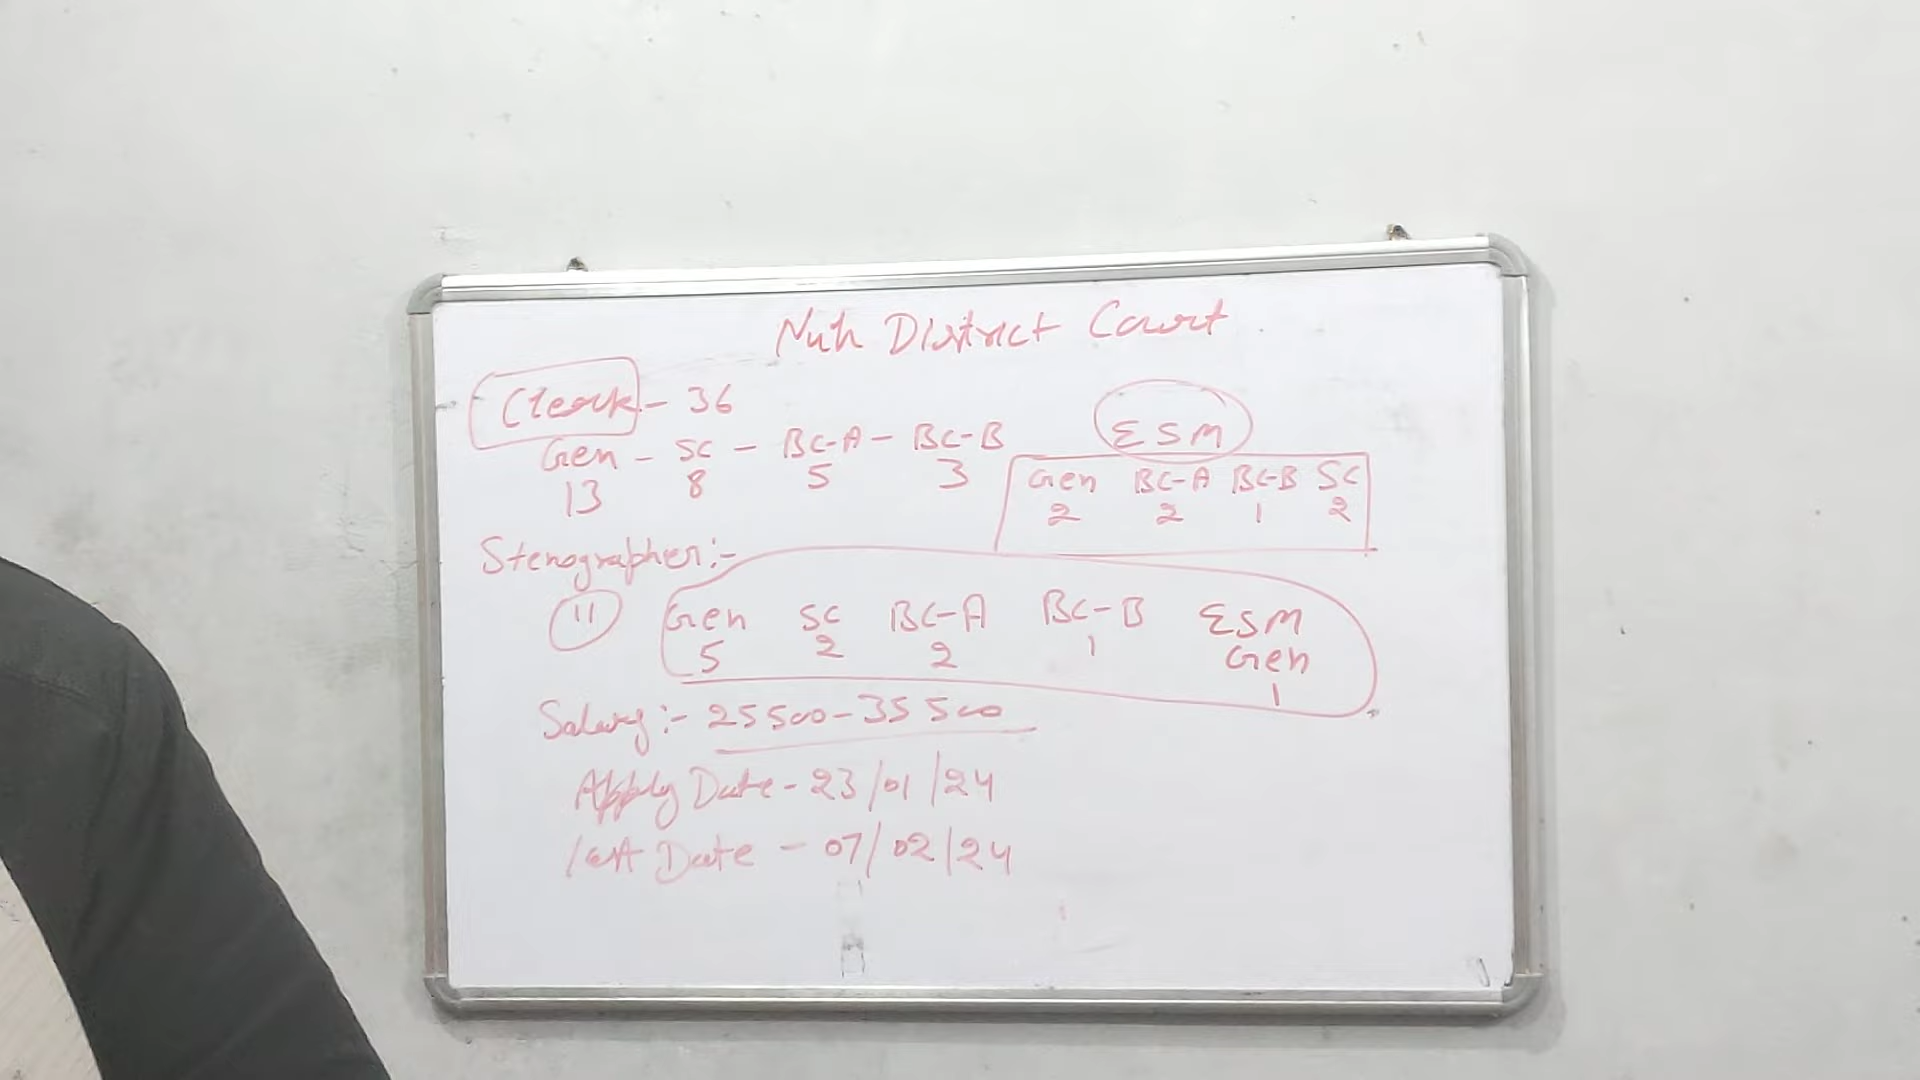 Nuh District Court
Clerk - 36
Gen - SC - BC-A - BC-B
13 8 5 3
ESM
Gen BC-A BC-B SC
2 2 1 2
Stenographer:-
11
Gen SC BC-A BC-B ESM
5 2 2 1 Gen
1
Salary:- 25500-35500
Apply Date - 23/01/24
last Date - 07/02/24